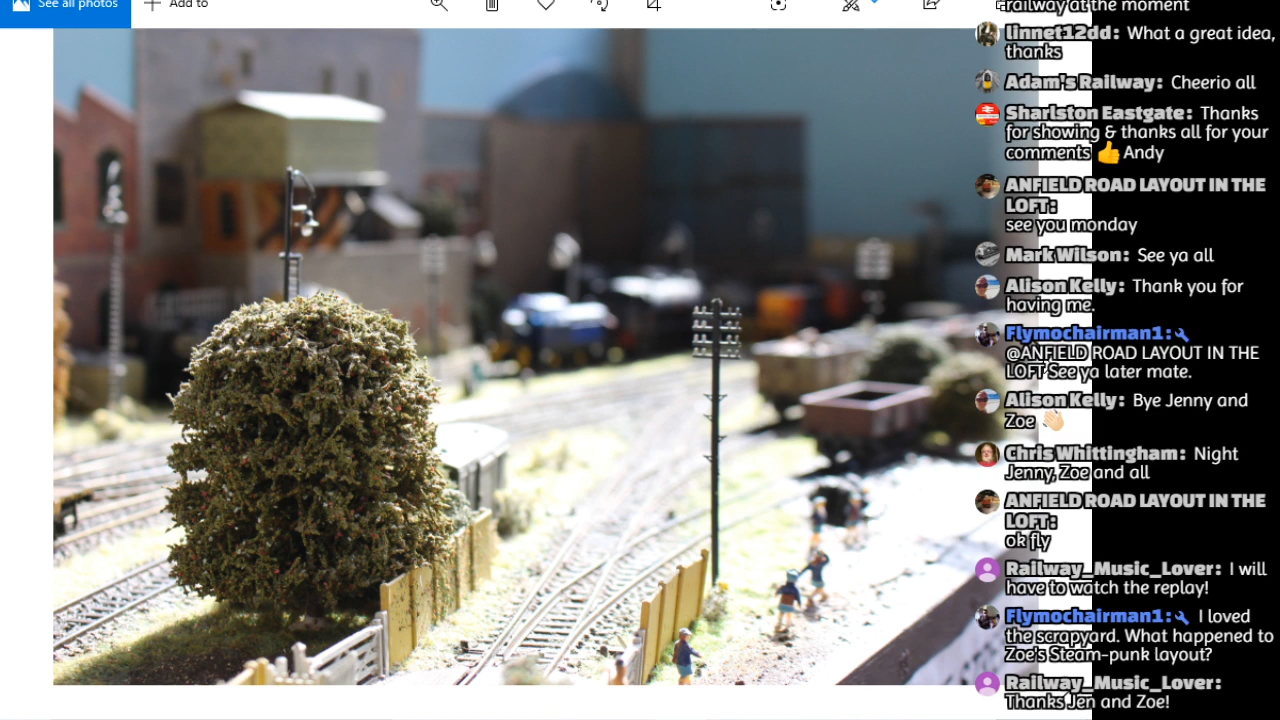 See all photos
Add to
railway at the moment
linnet12dd: What a great idea,
thanks
Adam's Railway: Cheerio all
Sharlston Eastgate: Thanks
for showing & thanks all for your
comments 👍 Andy
ANFIELD ROAD LAYOUT IN THE
LOFT:
see you monday
Mark Wilson: See ya all
Alison Kelly: Thank you for
having me.
Flymochairman1:
@ANFIELD ROAD LAYOUT IN THE
LOFT See ya later mate.
Alison Kelly: Bye Jenny and
Zoe 👏🏻
Chris Whittingham: Night
Jenny, Zoe and all
ANFIELD ROAD LAYOUT IN THE
LOFT:
ok fly
Railway_Music_Lover: I will
have to watch the replay!
Flymochairman1: I loved
the scrapyard. What happened to
Zoe's Steam-punk layout?
Railway_Music_Lover:
Thanks Jen and Zoe!